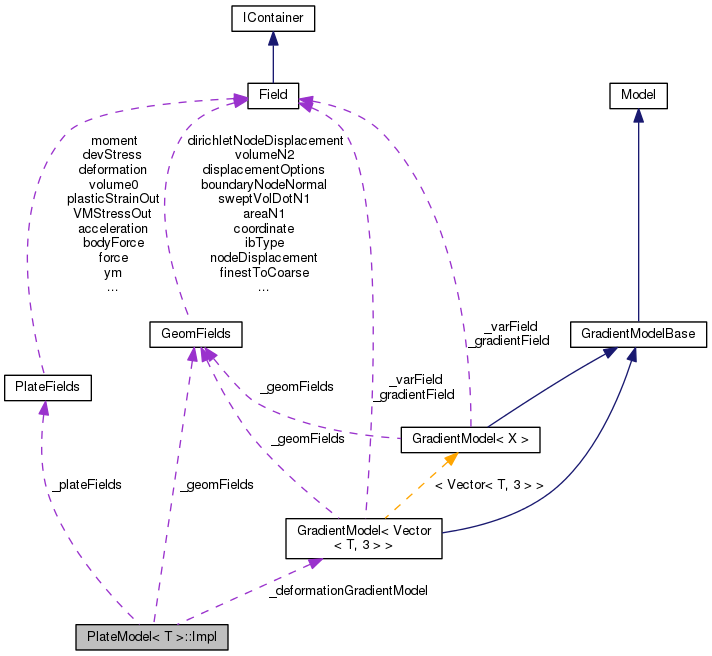 IContainer
Field
Model
moment
devStress
deformation
volume0
plasticStrainOut
VMStressOut
acceleration
bodyForce
force
ym
...
dirichletNodeDisplacement
volumeN2
displacementOptions
boundaryNodeNormal
sweptVolDotN1
areaN1
coordinate
ibType
nodeDisplacement
finestToCoarse
...
GeomFields
_varField
_gradientField
GradientModelBase
PlateFields
_geomFields
_varField
_gradientField
GradientModel< X >
_geomFields
_plateFields
_geomFields
< Vector< T, 3 > >
GradientModel< Vector
< T, 3 > >
_deformationGradientModel
PlateModel< T >::Impl